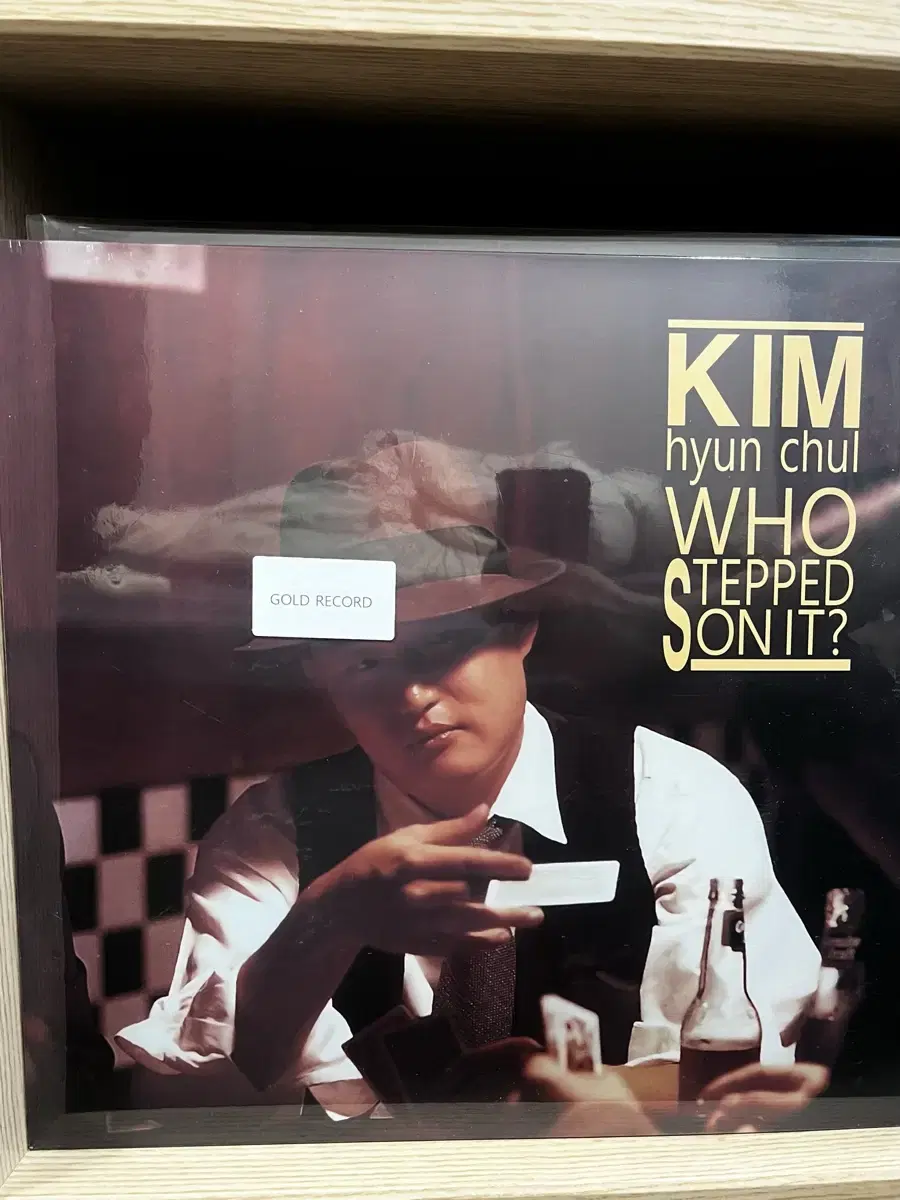 KIM
hyun chul
WHO
STEPPED
ON IT?
GOLD RECORD